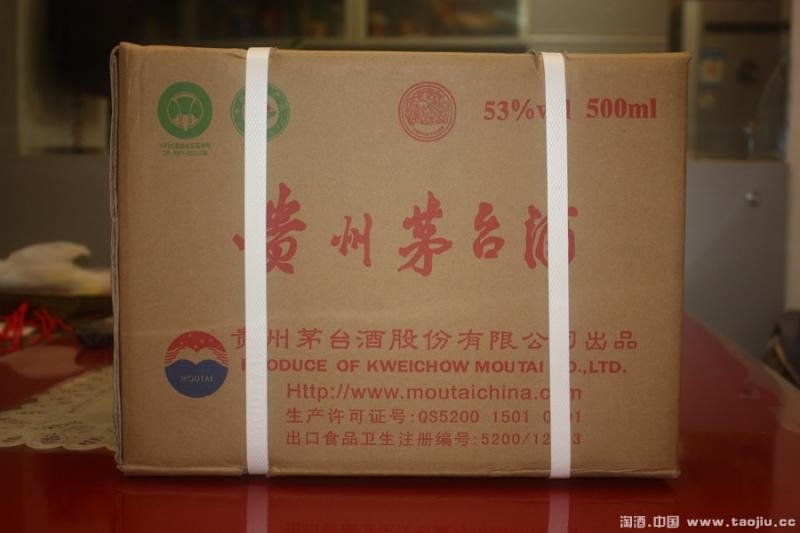 53%vol 500ml
贵州茅台酒
贵州茅台酒股份有限公司出品
PRODUCE OF KWEICHOW MOUTAI CO.,LTD.
MOUTAI
Http://www.moutaichina.com
生产许可证号:QS5200 1501
出口食品卫生注册编号:5200/
淘酒.中国 www.taojiu.cc